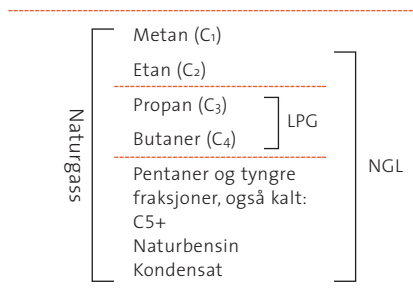 Naturgass
Metan (C₁)
Etan (C₂)
Propan (C₃)
Butaner (C₄)
LPG
Pentaner og tyngre
fraksjoner, også kalt:
C5+
Naturbensin
Kondensat
NGL